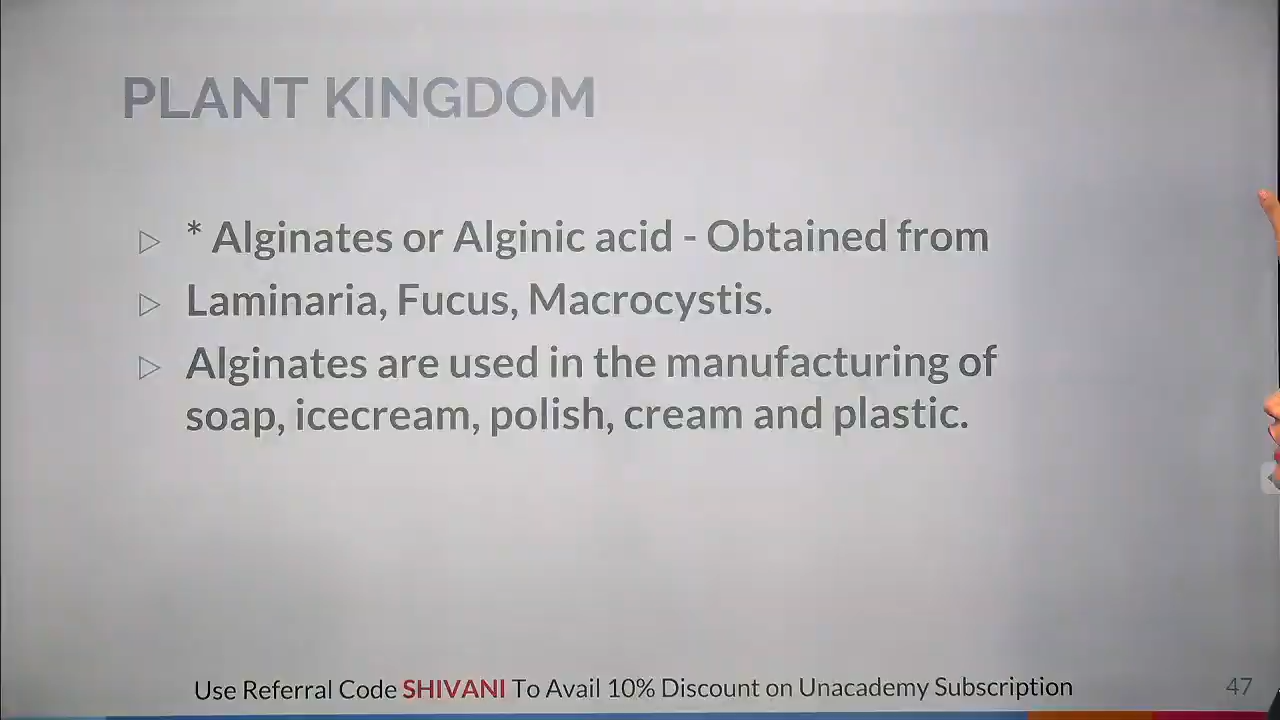 PLANT KINGDOM
▷ * Alginates or Alginic acid - Obtained from
▷ Laminaria, Fucus, Macrocystis.
▷ Alginates are used in the manufacturing of
soap, icecream, polish, cream and plastic.
Use Referral Code SHIVANI To Avail 10% Discount on Unacademy Subscription
47